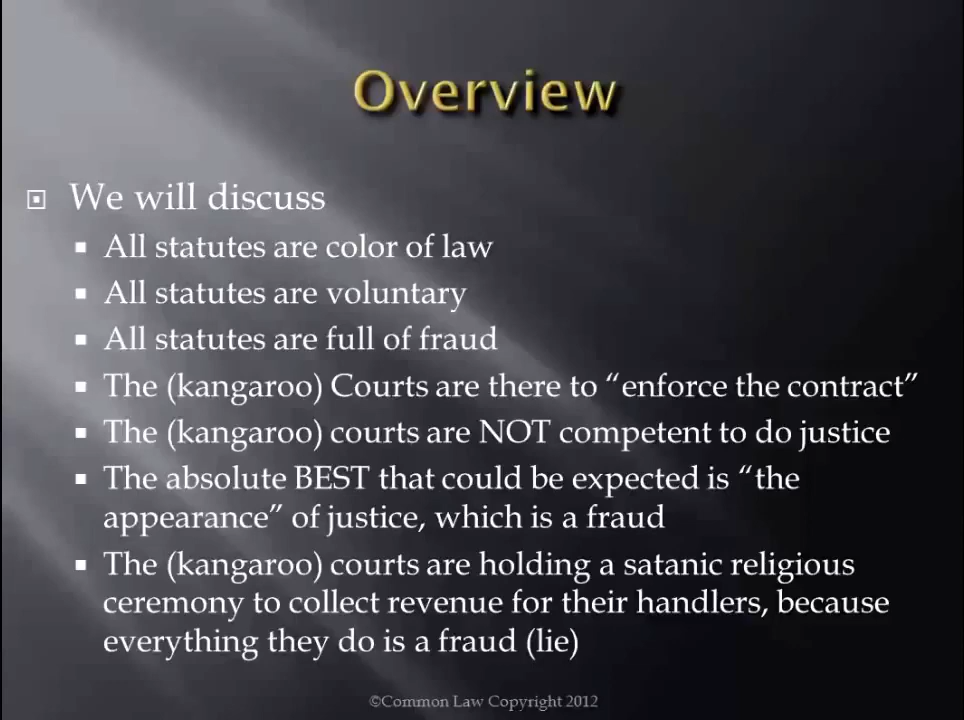 Overview
We will discuss
All statutes are color of law
All statutes are voluntary
All statutes are full of fraud
The (kangaroo) Courts are there to “enforce the contract”
The (kangaroo) courts are NOT competent to do justice
The absolute BEST that could be expected is “the
appearance” of justice, which is a fraud
The (kangaroo) courts are holding a satanic religious
ceremony to collect revenue for their handlers, because
everything they do is a fraud (lie)
©Common Law Copyright 2012